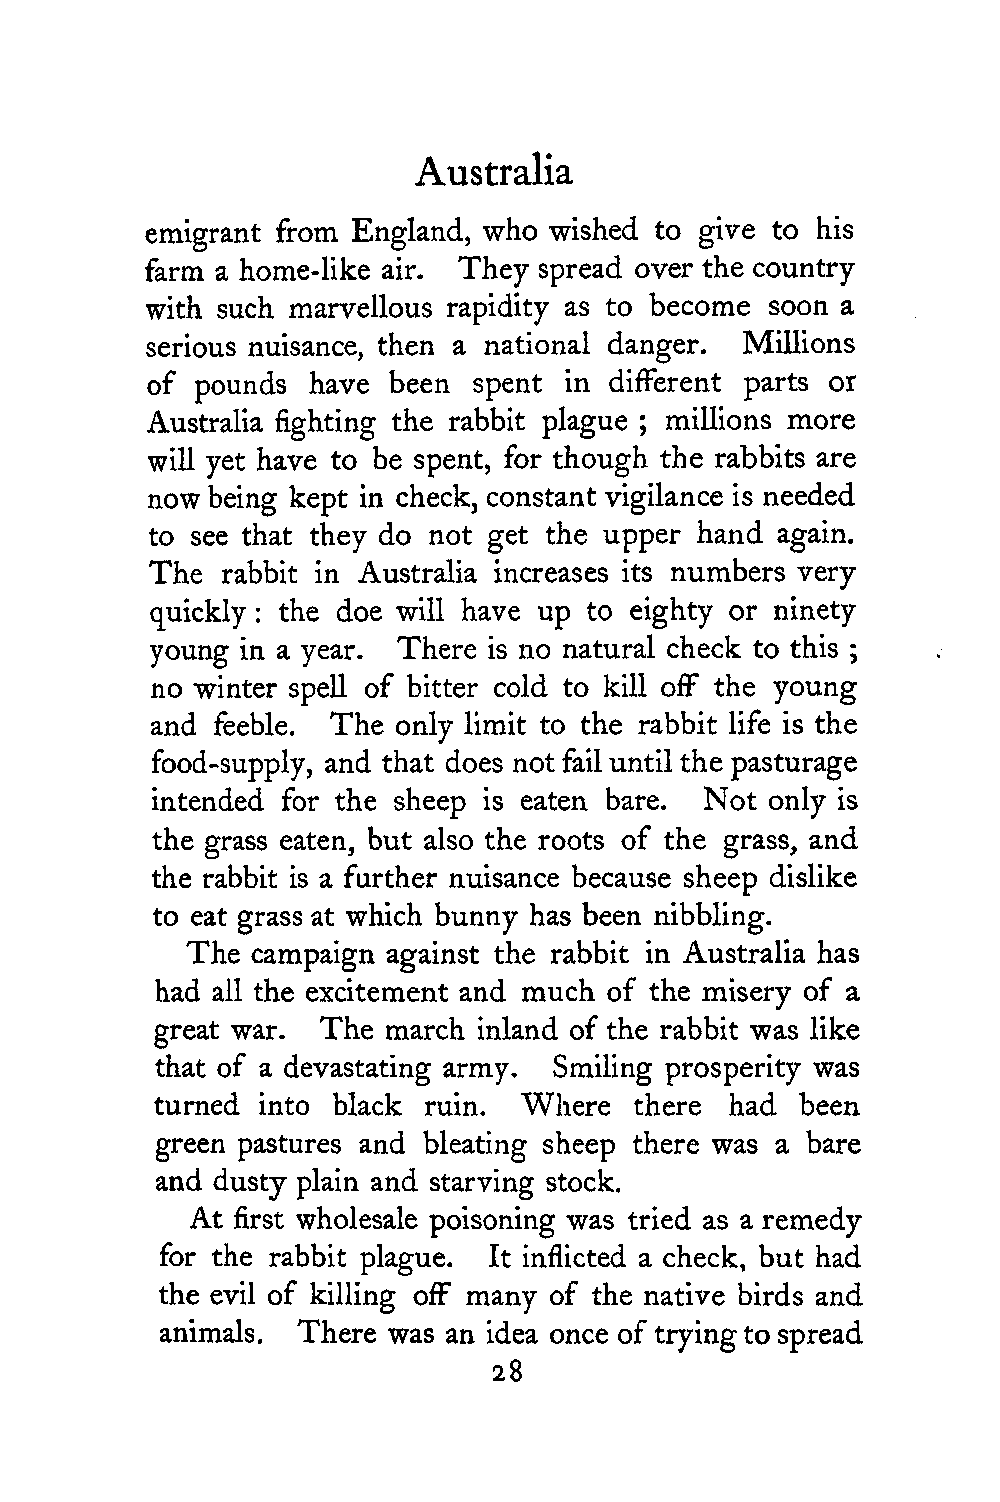 Australia
emigrant from England, who wished to give to his
farm a home-like air. They spread over the country
with such marvellous rapidity as to become soon a
serious nuisance, then a national danger. Millions
of pounds have been spent in different parts or
Australia fighting the rabbit plague ; millions more
will yet have to be spent, for though the rabbits are
now being kept in check, constant vigilance is needed
to see that they do not get the upper hand again.
The rabbit in Australia increases its numbers very
quickly : the doe will have up to eighty or ninety
young in a year. There is no natural check to this ;
no winter spell of bitter cold to kill off the young
and feeble. The only limit to the rabbit life is the
food-supply, and that does not fail until the pasturage
intended for the sheep is eaten bare. Not only is
the grass eaten, but also the roots of the grass, and
the rabbit is a further nuisance because sheep dislike
to eat grass at which bunny has been nibbling.
The campaign against the rabbit in Australia has
had all the excitement and much of the misery of a
great war. The march inland of the rabbit was like
that of a devastating army. Smiling prosperity was
turned into black ruin. Where there had been
green pastures and bleating sheep there was a bare
and dusty plain and starving stock.
At first wholesale poisoning was tried as a remedy
for the rabbit plague. It inflicted a check, but had
the evil of killing off many of the native birds and
animals. There was an idea once of trying to spread
28